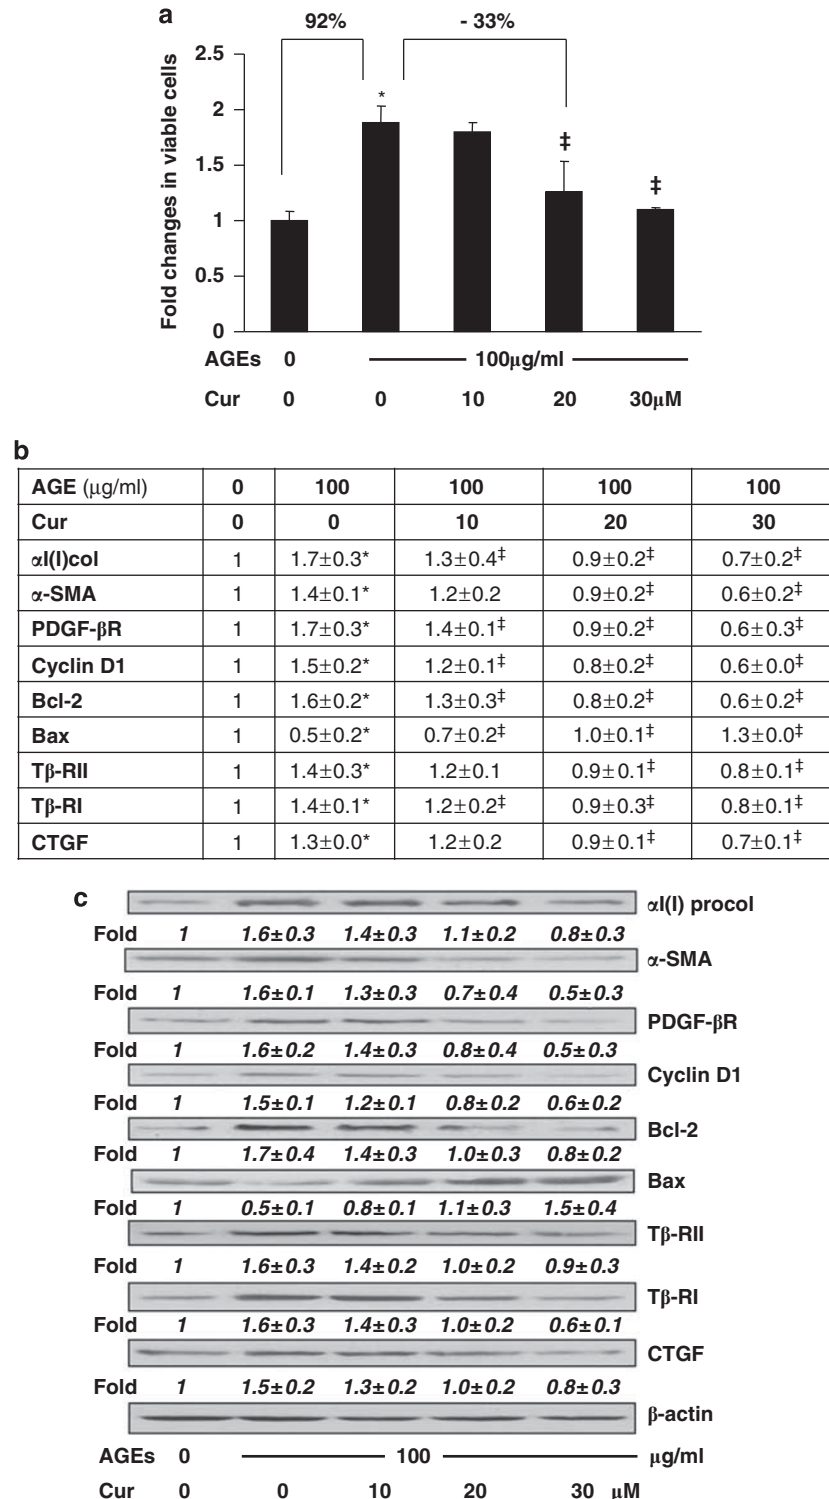 a
92% - 33%
Fold changes in viable cells
2.5
2
1.5
1
0.5
0
*
‡
‡
AGEs 0 100µg/ml
Cur 0 0 10 20 30µM
b
AGE (µg/ml) 0 100 100 100 100
Cur 0 0 10 20 30
αI(I)col 1 1.7±0.3* 1.3±0.4‡ 0.9±0.2‡ 0.7±0.2‡
α-SMA 1 1.4±0.1* 1.2±0.2 0.9±0.2‡ 0.6±0.2‡
PDGF-βR 1 1.7±0.3* 1.4±0.1‡ 0.9±0.2‡ 0.6±0.3‡
Cyclin D1 1 1.5±0.2* 1.2±0.1‡ 0.8±0.2‡ 0.6±0.0‡
Bcl-2 1 1.6±0.2* 1.3±0.3‡ 0.8±0.2‡ 0.6±0.2‡
Bax 1 0.5±0.2* 0.7±0.2‡ 1.0±0.1‡ 1.3±0.0‡
Tβ-RII 1 1.4±0.3* 1.2±0.1 0.9±0.1‡ 0.8±0.1‡
Tβ-RI 1 1.4±0.1* 1.2±0.2‡ 0.9±0.3‡ 0.8±0.1‡
CTGF 1 1.3±0.0* 1.2±0.2 0.9±0.1‡ 0.7±0.1‡
c
αI(I) procol
Fold 1 1.6±0.3 1.4±0.3 1.1±0.2 0.8±0.3
α-SMA
Fold 1 1.6±0.1 1.3±0.3 0.7±0.4 0.5±0.3
PDGF-βR
Fold 1 1.6±0.2 1.4±0.3 0.8±0.4 0.5±0.3
Cyclin D1
Fold 1 1.5±0.1 1.2±0.1 0.8±0.2 0.6±0.2
Bcl-2
Fold 1 1.7±0.4 1.4±0.3 1.0±0.3 0.8±0.2
Bax
Fold 1 0.5±0.1 0.8±0.1 1.1±0.3 1.5±0.4
Tβ-RII
Fold 1 1.6±0.3 1.4±0.2 1.0±0.2 0.9±0.3
Tβ-RI
Fold 1 1.6±0.3 1.4±0.3 1.0±0.2 0.6±0.1
CTGF
Fold 1 1.5±0.2 1.3±0.2 1.0±0.2 0.8±0.3
β-actin
AGEs 0 100 µg/ml
Cur 0 0 10 20 30 µM